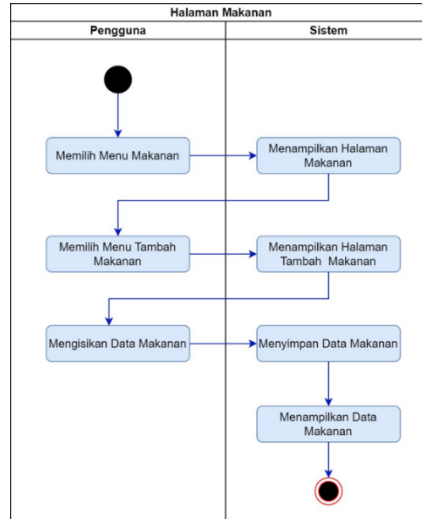 Halaman Makanan
Pengguna
Sistem
Memilih Menu Makanan
Menampilkan Halaman
Makanan
Memilih Menu Tambah
Makanan
Menampilkan Halaman
Tambah Makanan
Mengisikan Data Makanan
Menyimpan Data Makanan
Menampilkan Data
Makanan